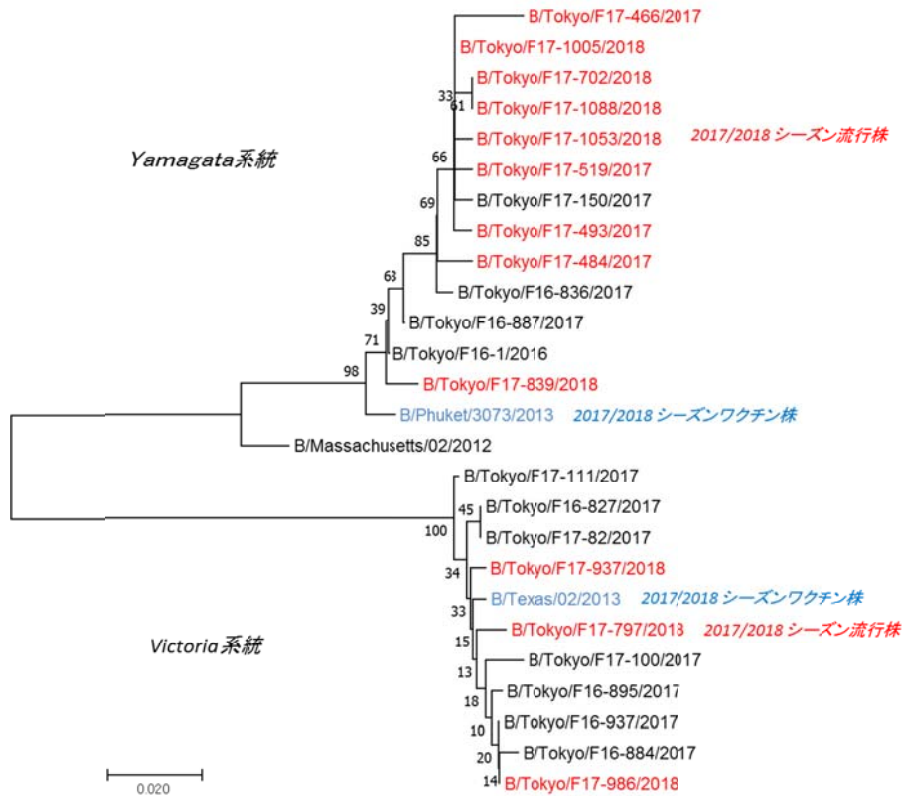 B/Tokyo/F17-466/2017
B/Tokyo/F17-1005/2018
B/Tokyo/F17-702/2018
33
61
B/Tokyo/F17-1088/2018
B/Tokyo/F17-1053/2018 2017/2018 シーズン流行株
Yamagata系統
66
B/Tokyo/F17-519/2017
B/Tokyo/F17-150/2017
69
B/Tokyo/F17-493/2017
85
B/Tokyo/F17-484/2017
63
B/Tokyo/F16-836/2017
39
B/Tokyo/F16-887/2017
71
B/Tokyo/F16-1/2016
98
B/Tokyo/F17-839/2018
B/Phuket/3073/2013 2017/2018 シーズンワクチン株
B/Massachusetts/02/2012
B/Tokyo/F17-111/2017
45
B/Tokyo/F16-827/2017
100
B/Tokyo/F17-82/2017
34
B/Tokyo/F17-937/2018
B/Texas/02/2013 2017/2018 シーズンワクチン株
33
B/Tokyo/F17-797/2018 2017/2018 シーズン流行株
Victoria系統
15
B/Tokyo/F17-100/2017
13
B/Tokyo/F16-895/2017
18
B/Tokyo/F16-937/2017
10
B/Tokyo/F16-884/2017
20
14
B/Tokyo/F17-986/2018
0.020